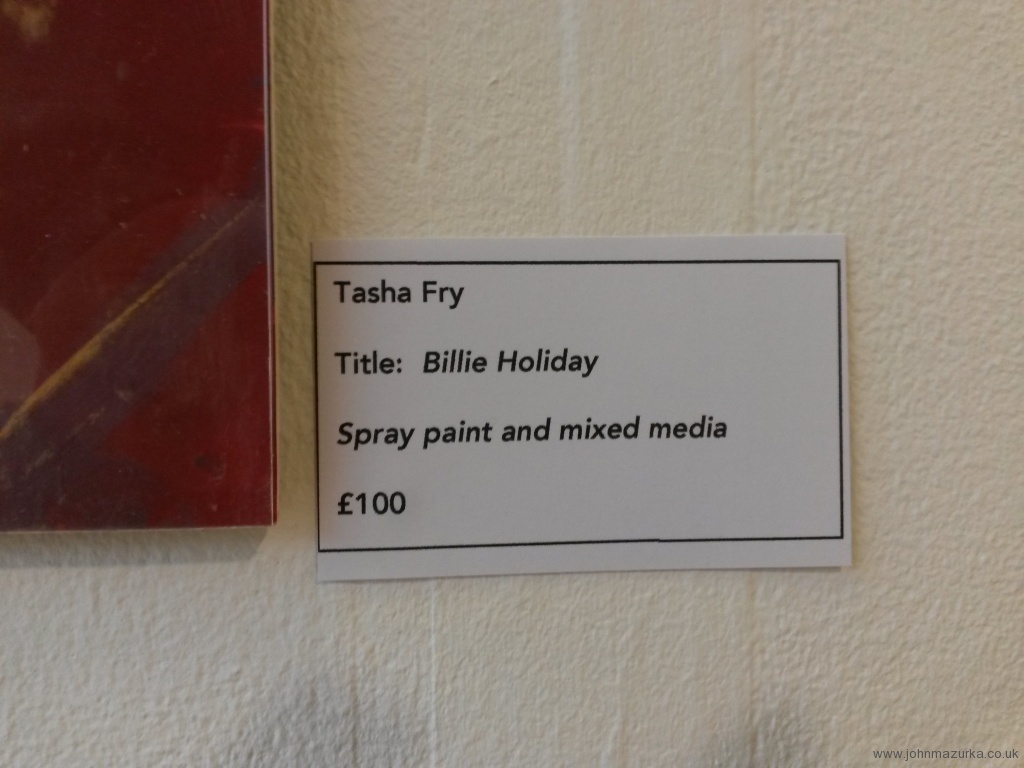 Tasha Fry
Title: Billie Holiday
Spray paint and mixed media
£100
www.johnmazurka.co.uk